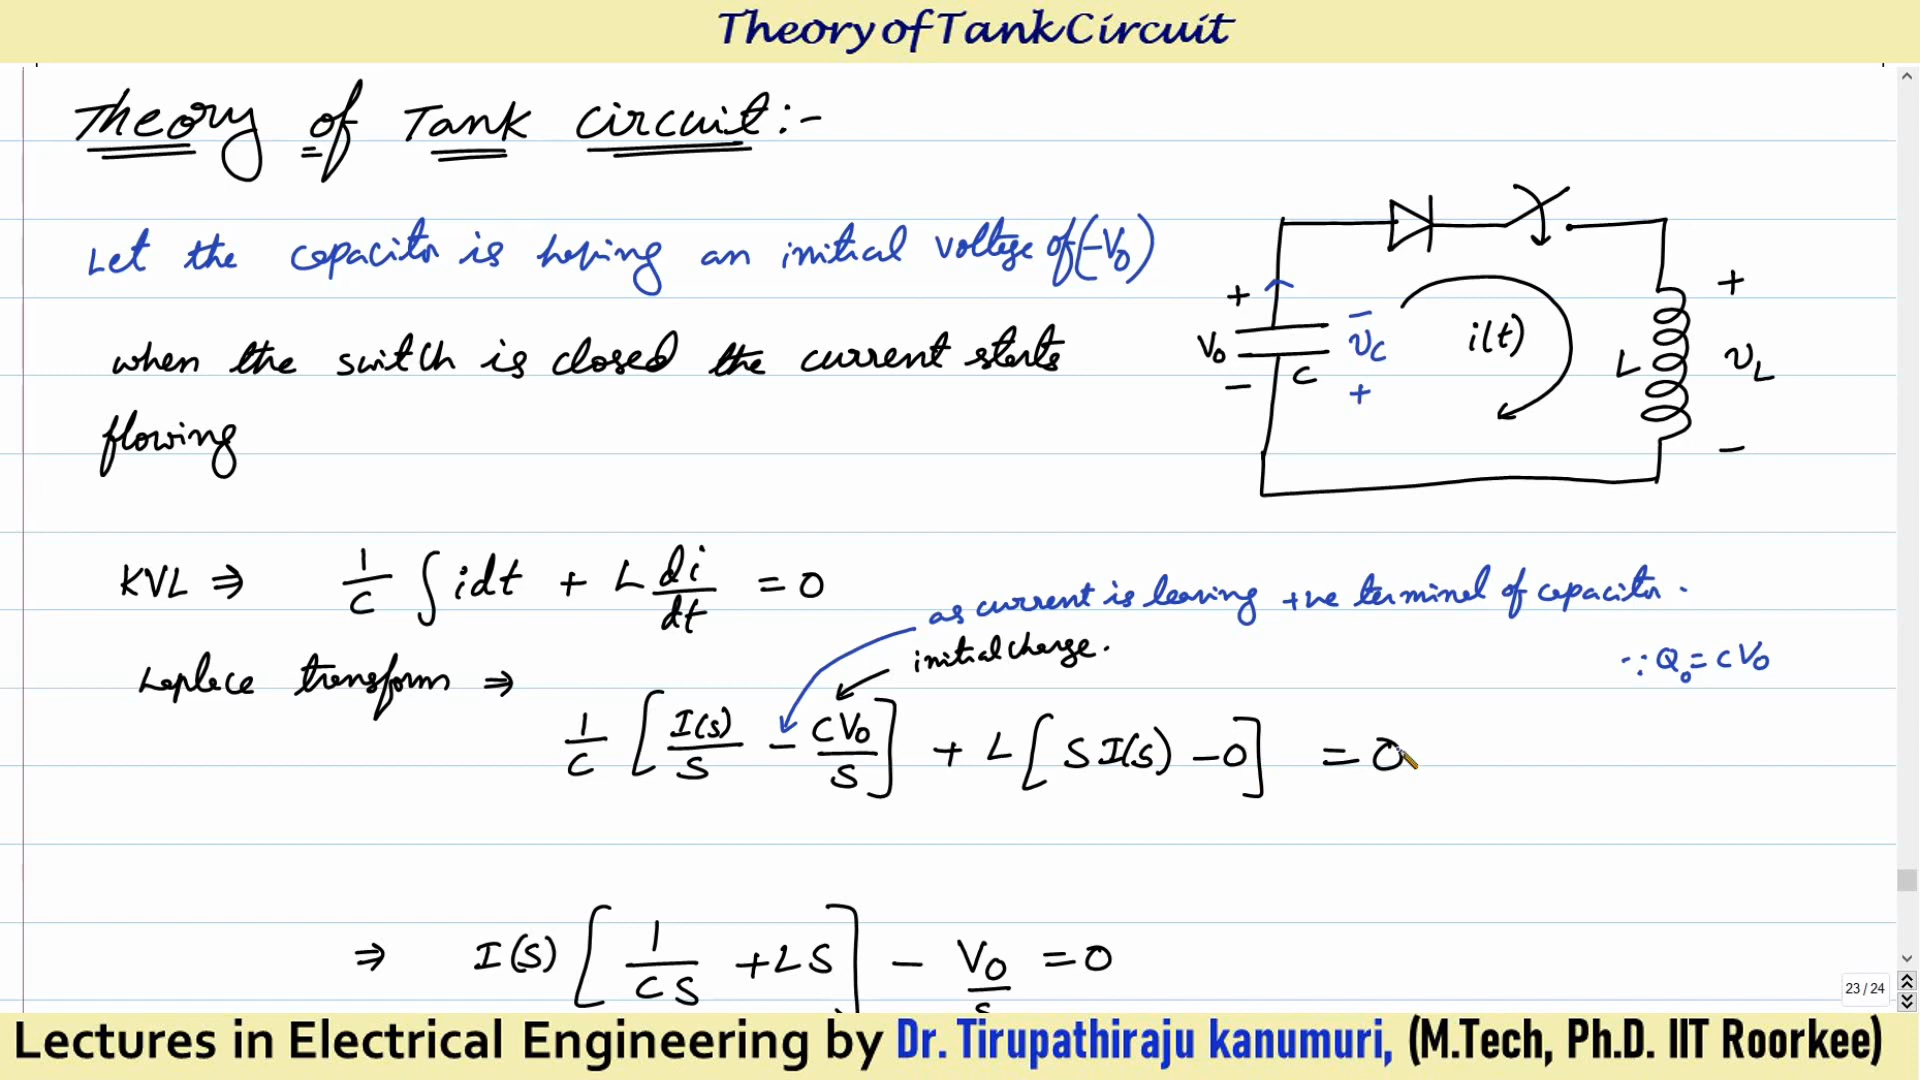 Theory of Tank Circuit
Theory of Tank Circuit:-
Let the capacitor is having an initial voltage of (-V₀)
when the switch is closed the current starts
flowing
+
V₀
-
C
-
v_C
+
i(t)
L
+
v_L
-
KVL ⇒ 1/C ∫ i dt + L di/dt = 0
as current is leaving +ve terminal of capacitor.
initial charge.
∵ Q₀ = CV₀
Laplace transform ⇒
1/C [ I(s)/S - CV₀/S ] + L [ S I(s) - 0 ] = 0
⇒ I(s) [ 1/CS + LS ] - V₀/S = 0
23 / 24
Lectures in Electrical Engineering by Dr. Tirupathiraju kanumuri, (M.Tech, Ph.D. IIT Roorkee)